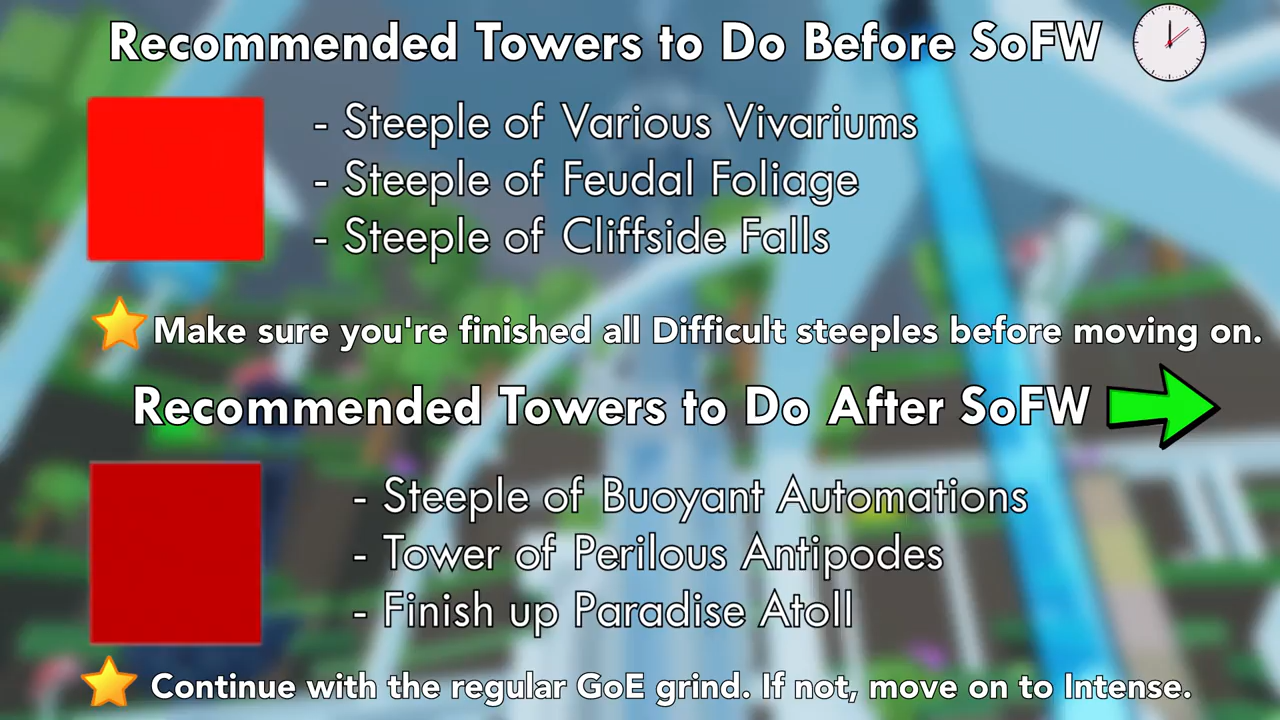 Recommended Towers to Do Before SoFW
- Steeple of Various Vivariums
- Steeple of Feudal Foliage
- Steeple of Cliffside Falls
Make sure you're finished all Difficult steeples before moving on.
Recommended Towers to Do After SoFW
- Steeple of Buoyant Automations
- Tower of Perilous Antipodes
- Finish up Paradise Atoll
Continue with the regular GoE grind. If not, move on to Intense.